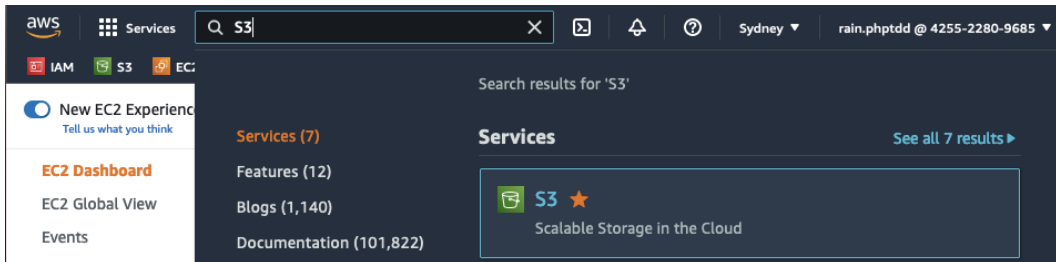 aws Services S3 Sydney ▼ rain.phptdd @ 4255-2280-9685 ▼
IAM S3 EC2
Search results for 'S3'
New EC2 Experienc
Tell us what you think
Services (7)
Services
See all 7 results ▶
EC2 Dashboard
Features (12)
S3
EC2 Global View
Blogs (1,140)
Scalable Storage in the Cloud
Events
Documentation (101,822)